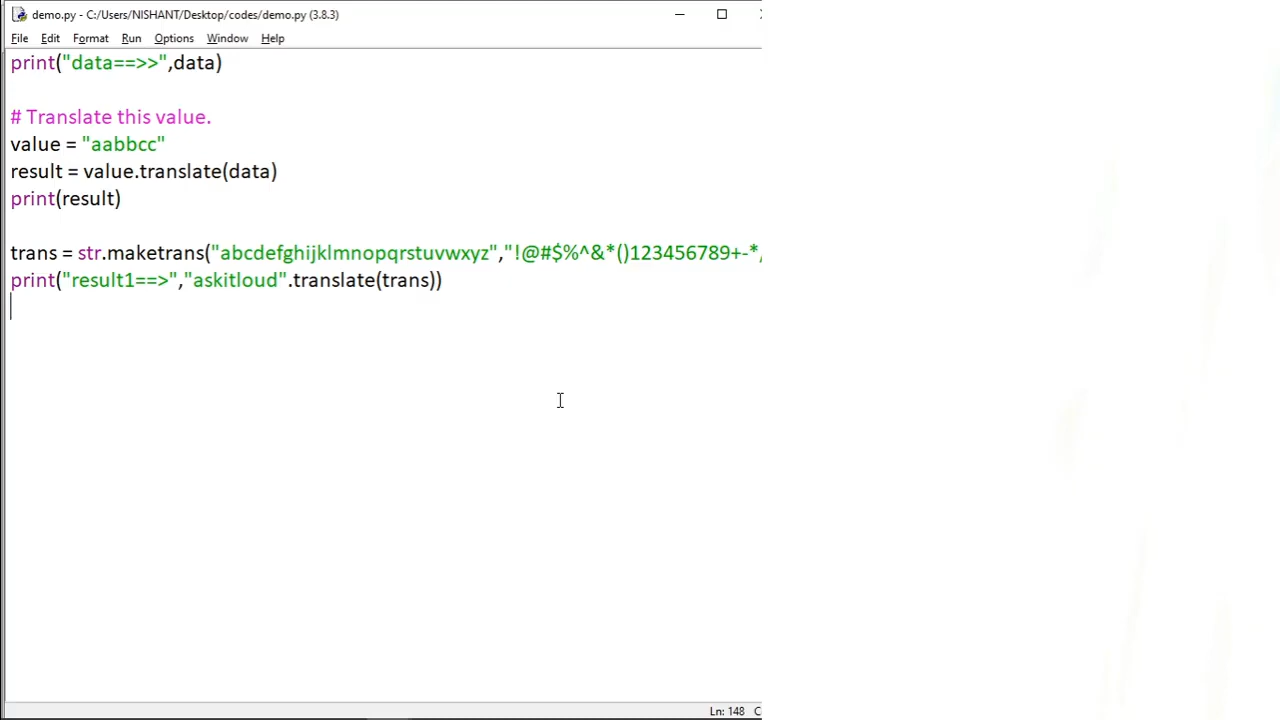 demo.py - C:/Users/NISHANT/Desktop/codes/demo.py (3.8.3)
File Edit Format Run Options Window Help
print("data==>>",data)
# Translate this value.
value = "aabbcc"
result = value.translate(data)
print(result)
trans = str.maketrans("abcdefghijklmnopqrstuvwxyz","!@#$%^&*()123456789+-*,
print("result1==>","askitloud".translate(trans))
Ln: 148 C